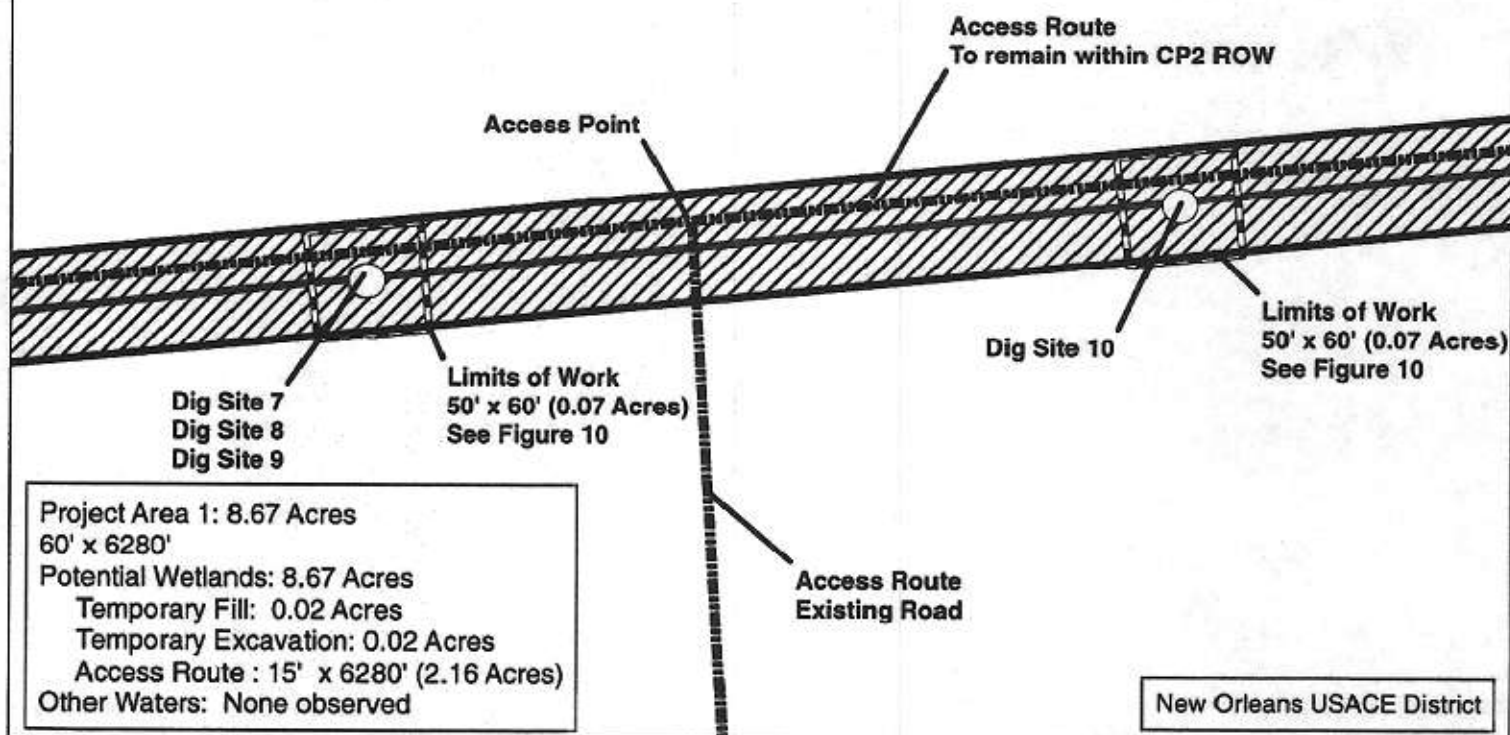 Access Route
To remain within CP2 ROW
Access Point
Dig Site 7
Dig Site 8
Dig Site 9
Limits of Work
50' x 60' (0.07 Acres)
See Figure 10
Dig Site 10
Limits of Work
50' x 60' (0.07 Acres)
See Figure 10
Access Route
Existing Road
Project Area 1: 8.67 Acres
60' x 6280'
Potential Wetlands: 8.67 Acres
Temporary Fill: 0.02 Acres
Temporary Excavation: 0.02 Acres
Access Route : 15' x 6280' (2.16 Acres)
Other Waters: None observed
New Orleans USACE District